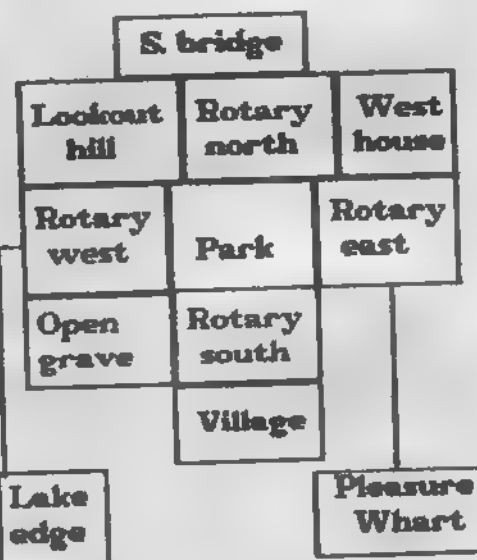 S. bridge
Lookout
hill
Rotary
north
West
house
Rotary
west
Park
Rotary
east
Open
grave
Rotary
south
Village
Lake
edge
Pleasure
Whart